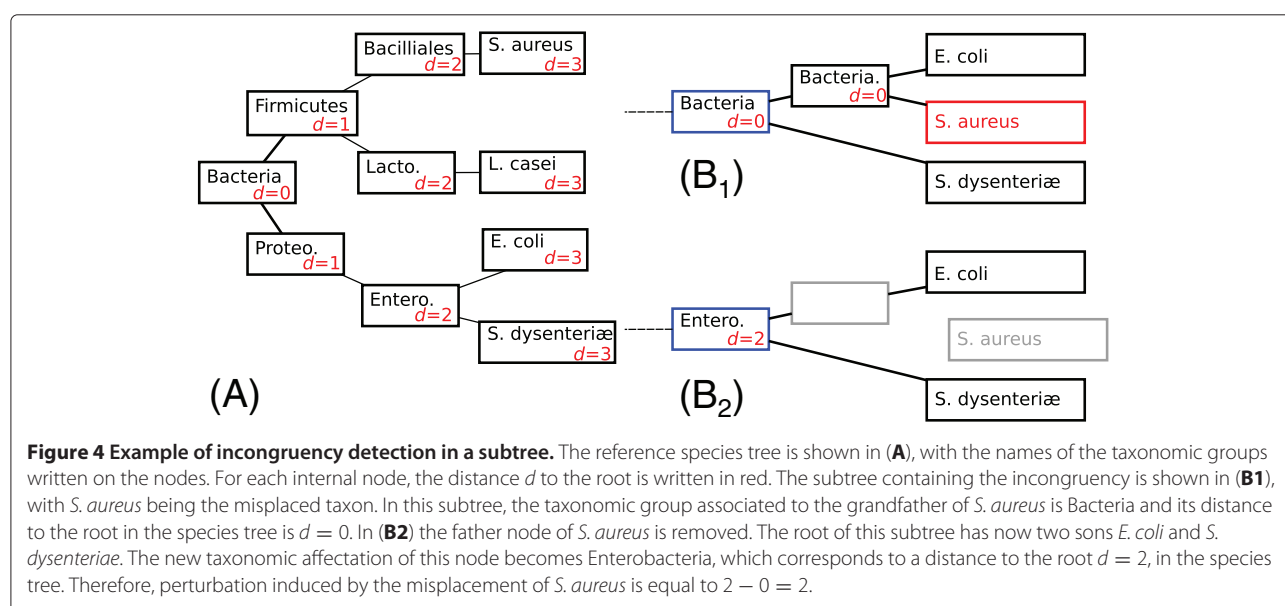 Bacilliales
d=2
S. aureus
d=3
Firmicutes
d=1
Lacto.
d=2
L. casei
d=3
Bacteria
d=0
Proteo.
d=1
E. coli
d=3
Entero.
d=2
S. dysenteriæ
d=3
(A)
E. coli
Bacteria.
d=0
Bacteria
d=0
S. aureus
S. dysenteriæ
(B1)
E. coli
Entero.
d=2
S. aureus
S. dysenteriæ
(B2)
Figure 4 Example of incongruency detection in a subtree. The reference species tree is shown in (A), with the names of the taxonomic groups
written on the nodes. For each internal node, the distance d to the root is written in red. The subtree containing the incongruency is shown in (B1),
with S. aureus being the misplaced taxon. In this subtree, the taxonomic group associated to the grandfather of S. aureus is Bacteria and its distance
to the root in the species tree is d = 0. In (B2) the father node of S. aureus is removed. The root of this subtree has now two sons E. coli and S.
dysenteriae. The new taxonomic affectation of this node becomes Enterobacteria, which corresponds to a distance to the root d = 2, in the species
tree. Therefore, perturbation induced by the misplacement of S. aureus is equal to 2 − 0 = 2.